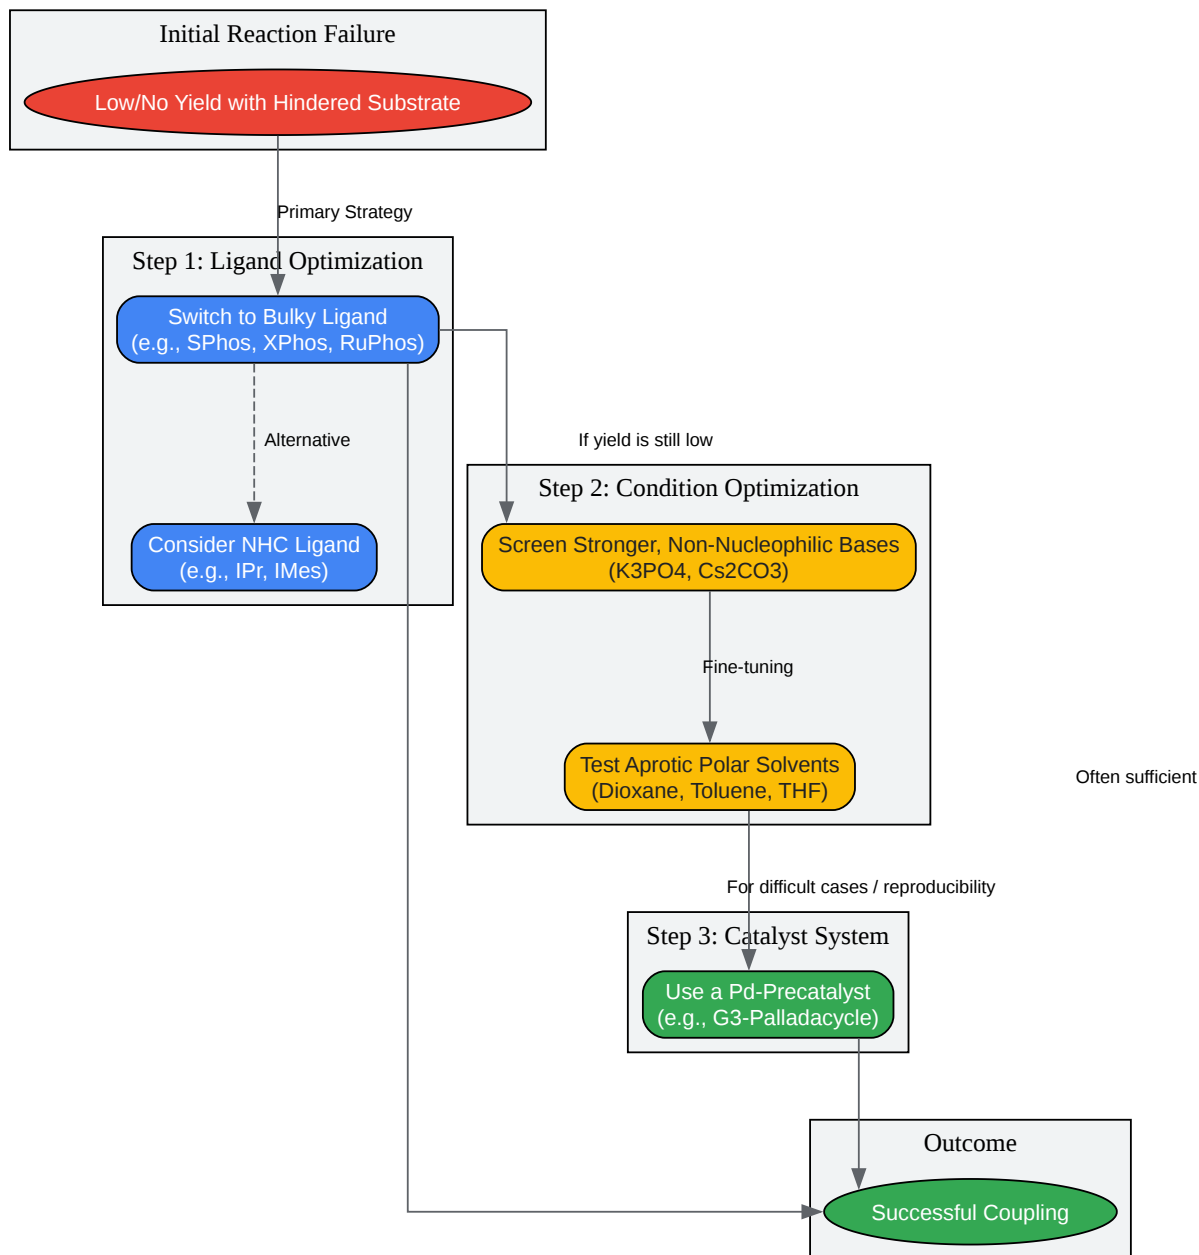 Initial Reaction Failure
Low/No Yield with Hindered Substrate
Primary Strategy
Step 1: Ligand Optimization
Switch to Bulky Ligand
(e.g., SPhos, XPhos, RuPhos)
Alternative
If yield is still low
Consider NHC Ligand
(e.g., IPr, IMes)
Step 2: Condition Optimization
Screen Stronger, Non-Nucleophilic Bases
(K3PO4, Cs2CO3)
Fine-tuning
Test Aprotic Polar Solvents
(Dioxane, Toluene, THF)
Often sufficient
For difficult cases / reproducibility
Step 3: Catalyst System
Use a Pd-Precatalyst
(e.g., G3-Palladacycle)
Outcome
Successful Coupling